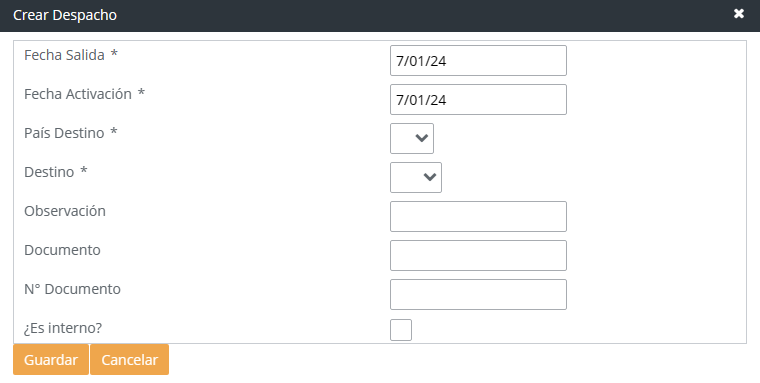 Crear Despacho
Fecha Salida *
7/01/24
Fecha Activación *
7/01/24
País Destino *
Destino *
Observación
Documento
N° Documento
¿Es interno?
Guardar Cancelar